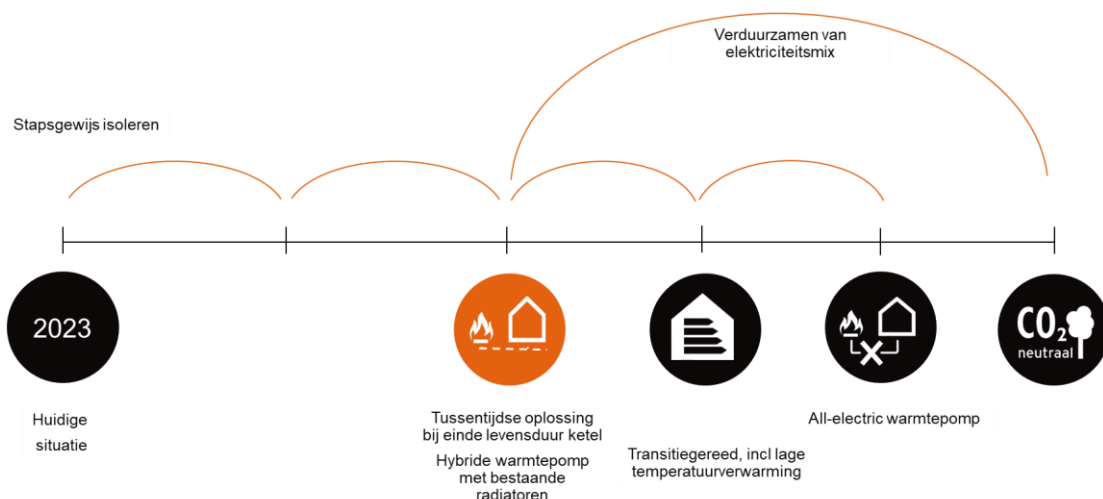 Verduurzamen van
elektriciteitsmix
Stapsgewijs isoleren
2023
CO2
neutraal
Huidige
situatie
Tussentijdse oplossing
bij einde levensduur ketel
Hybride warmtepomp
met bestaande
radiatoren
Transitiegereed, incl lage
temperatuurverwarming
All-electric warmtepomp